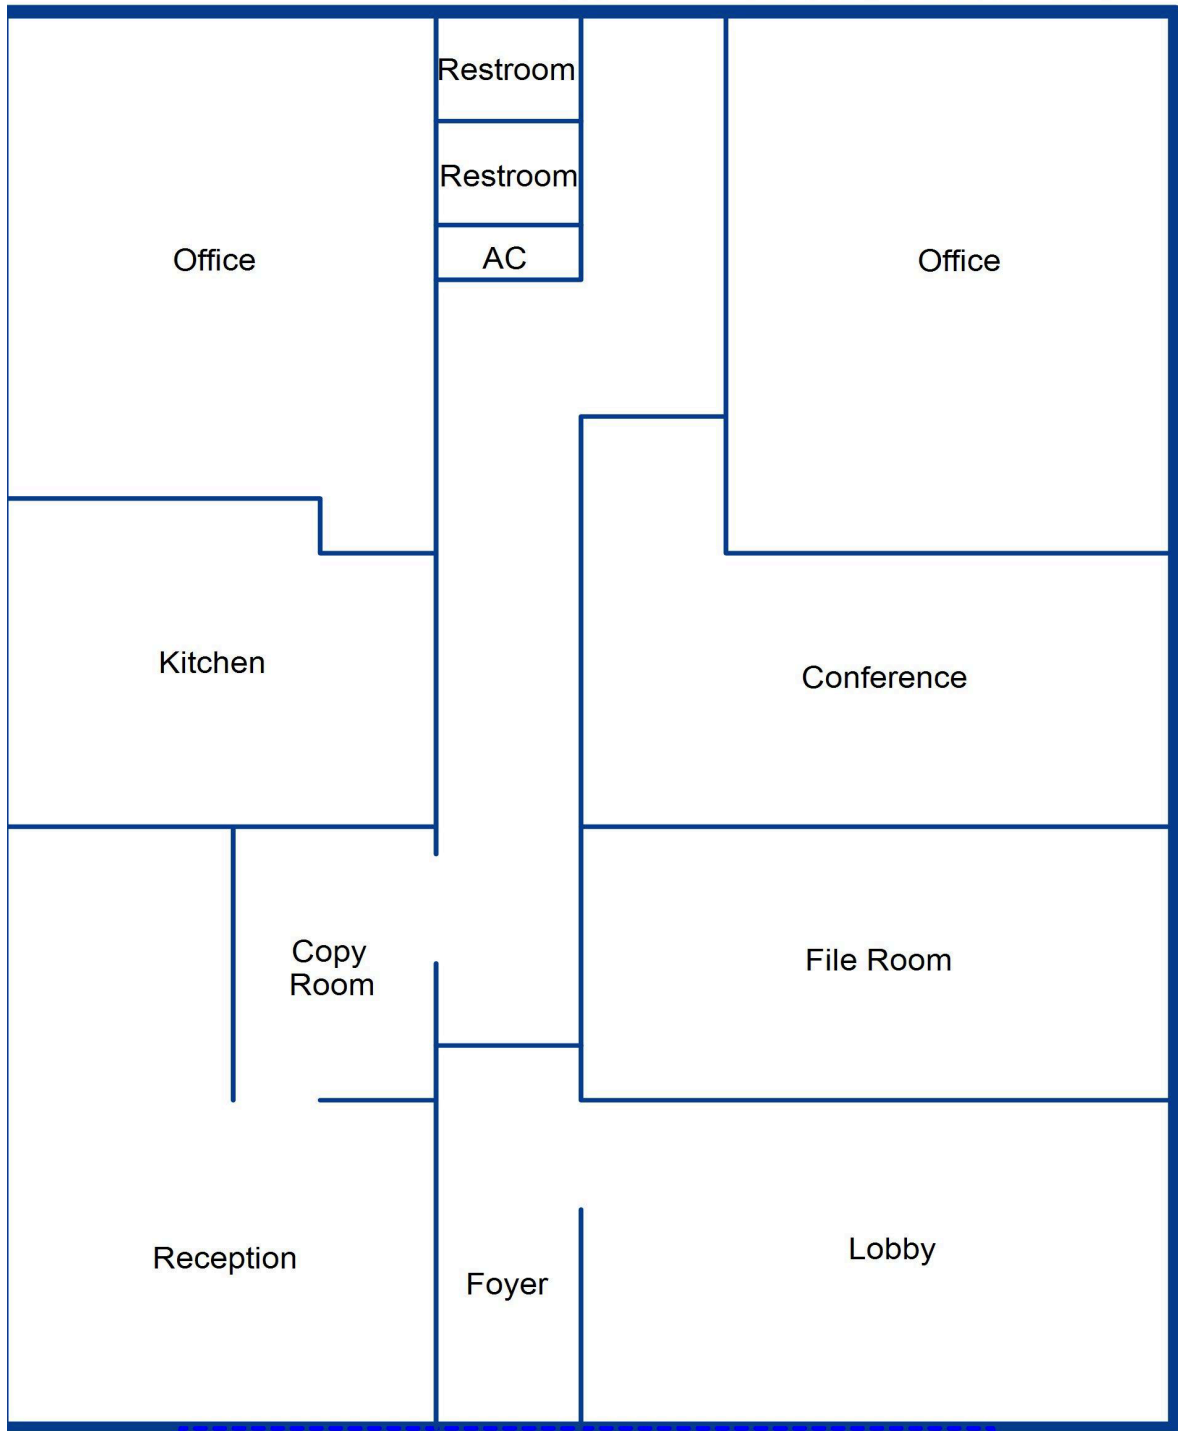 Restroom
Restroom
AC
Office
Office
Kitchen
Conference
Copy
Room
File Room
Reception
Foyer
Lobby